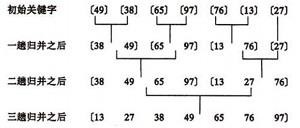 初始关键字 [49] [38] [65] [97] [76] [13] [27]
一趟归并之后 [38 49] [65 97] [13 76] [27]
二趟归并之后 [38 49 65 97] [13 27 76]
三趟归并之后 [13 27 38 49 65 76 97]